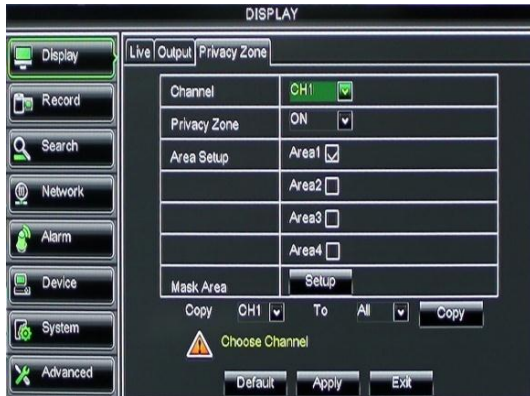 DISPLAY
Display
Record
Search
Network
Alarm
Device
System
Advanced
Live Output Privacy Zone
Channel CH1
Privacy Zone ON
Area Setup Area1
Area2
Area3
Area4
Mask Area Setup
Copy CH1 To All Copy
Choose Channel
Default Apply Exit